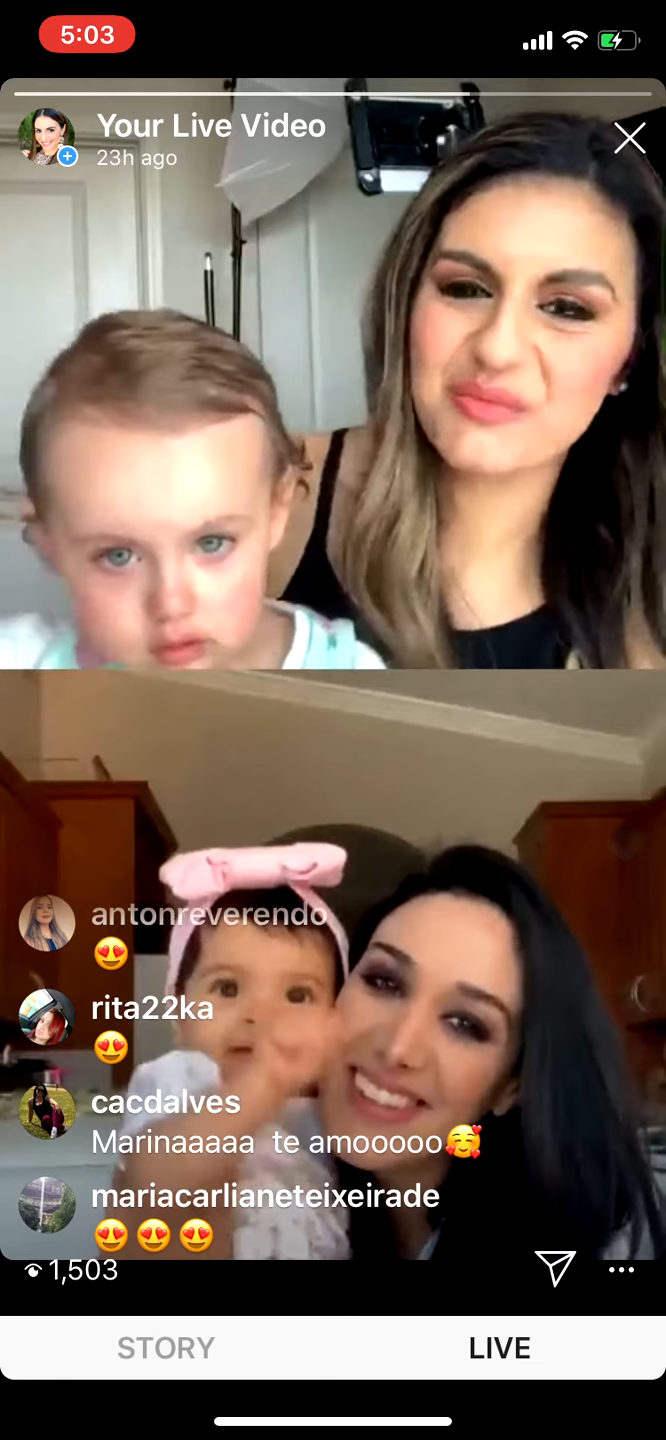 5:03
Your Live Video
23h ago
antonreverendo
😍
rita22ka
😍
cacdalves
Marinaaaaa te amooooo🥰
mariacarlianeteixeirade
😍😍😍
1,503
STORY
LIVE